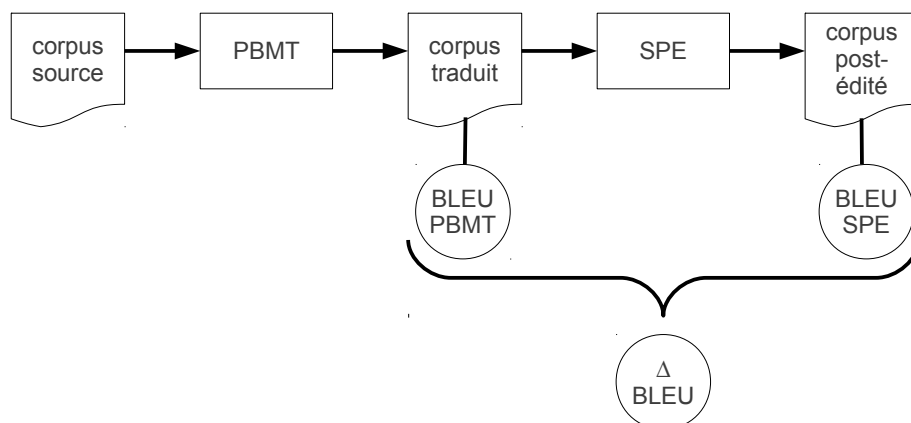 corpus
source
PBMT
corpus
traduit
SPE
corpus
post-
édité
BLEU
PBMT
BLEU
SPE
Δ
BLEU